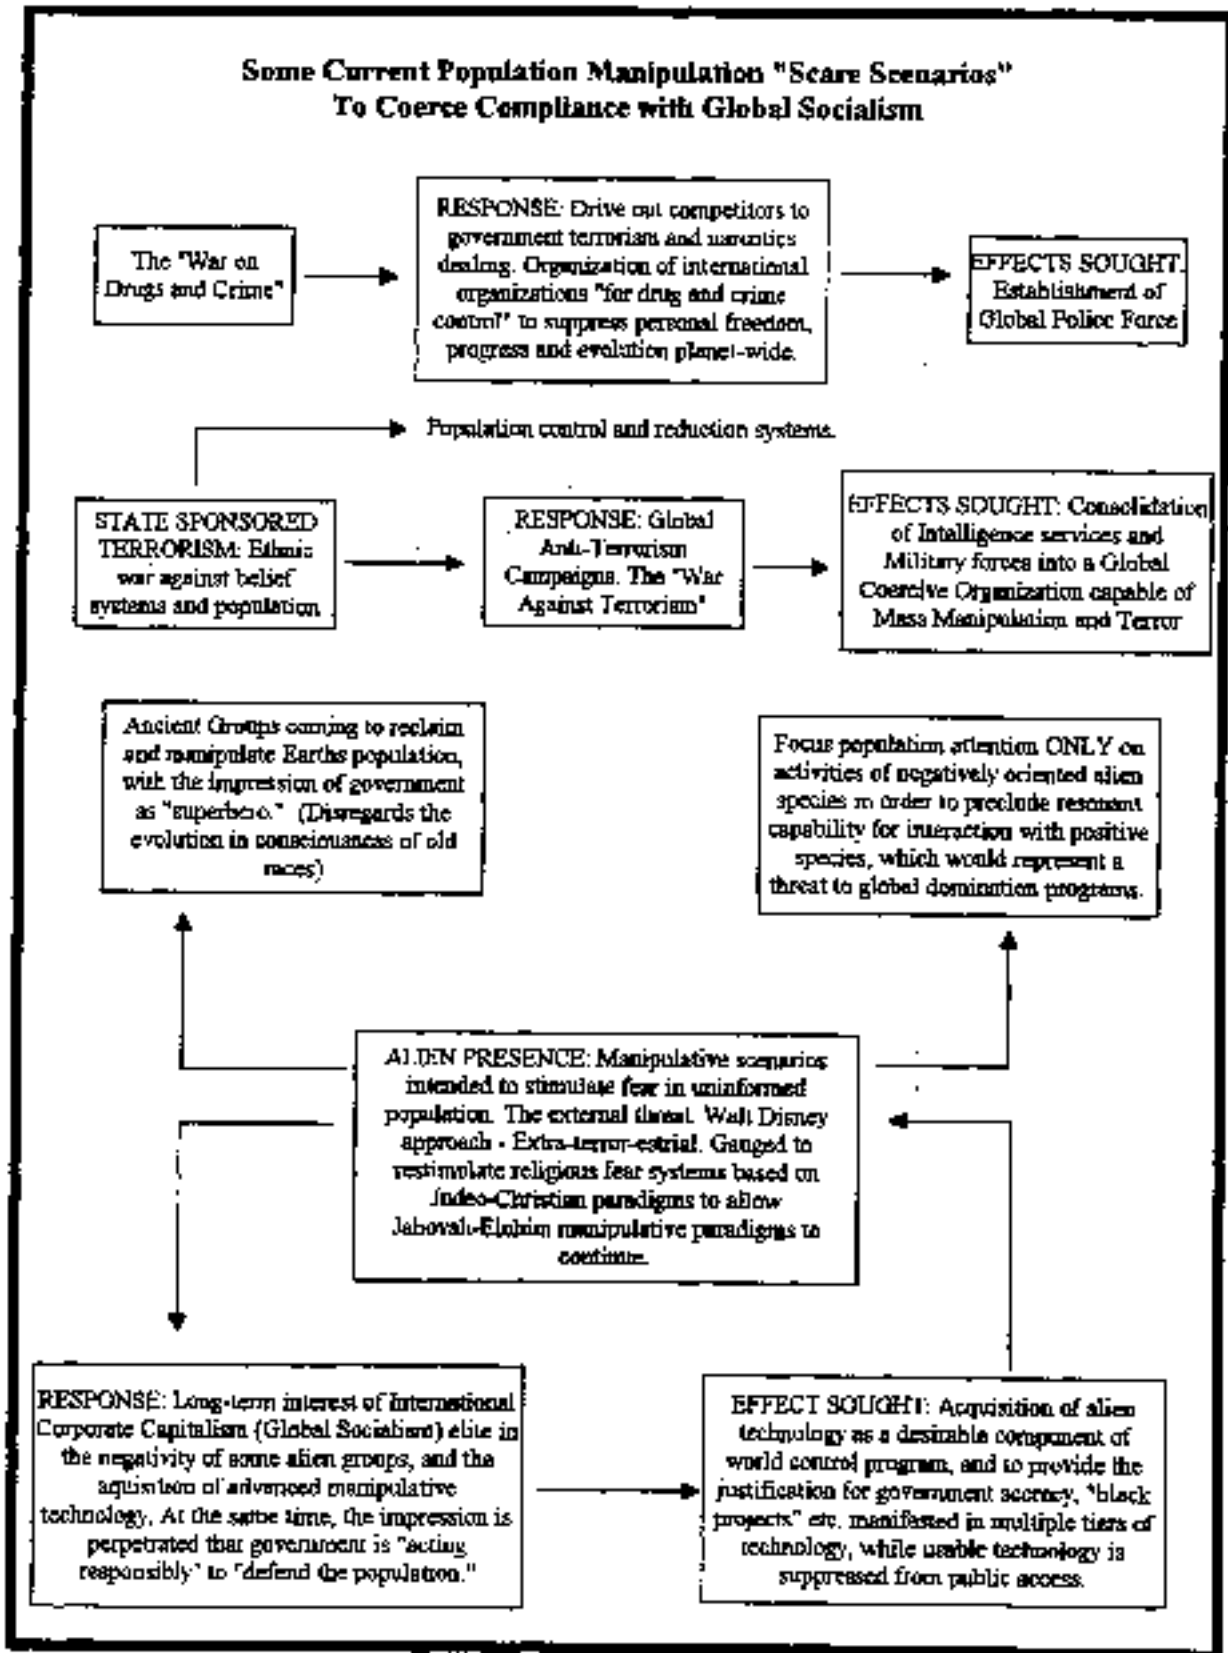 Some Current Population Manipulation "Scare Scenarios"
To Coerce Compliance with Global Socialism
The "War on
Drugs and Crime"
RESPONSE: Drive out competitors to
government terrorism and narcotics
dealing. Organization of international
organizations "for drug and crime
control" to suppress personal freedom,
progress and evolution planet-wide.
EFFECTS SOUGHT:
Establishment of
Global Police Force
Population control and reduction systems.
STATE SPONSORED
TERRORISM: Ethnic
war against belief
systems and population
RESPONSE: Global
Anti-Terrorism
Campaigns. The "War
Against Terrorism"
EFFECTS SOUGHT: Consolidation
of Intelligence services and
Military forces into a Global
Coercive Organization capable of
Mass Manipulation and Terror
Ancient Groups coming to reclaim
and manipulate Earths population,
with the impression of government
as "superhero." (Disregards the
evolution in consciousness of old
races)
Focus population attention ONLY on
activities of negatively oriented alien
species in order to preclude resonant
capability for interaction with positive
species, which would represent a
threat to global domination programs.
ALIEN PRESENCE: Manipulative scenarios
intended to stimulate fear in uninformed
population. The external threat. Walt Disney
approach - Extra-terror-estrial. Gauged to
restimulate religious fear systems based on
Judeo-Christian paradigms to allow
Jahovah-Elohim manipulative paradigms to
continue.
RESPONSE: Long-term interest of International
Corporate Capitalism (Global Socialism) elite in
the negativity of some alien groups, and the
aquisition of advanced manipulative
technology. At the same time, the impression is
perpetrated that government is "acting
responsibly" to "defend the population."
EFFECT SOUGHT: Acquisition of alien
technology as a desirable component of
world control program, and to provide the
justification for government secrecy, "black
projects" etc. manifested in multiple tiers of
technology, while usable technology is
suppressed from public access.